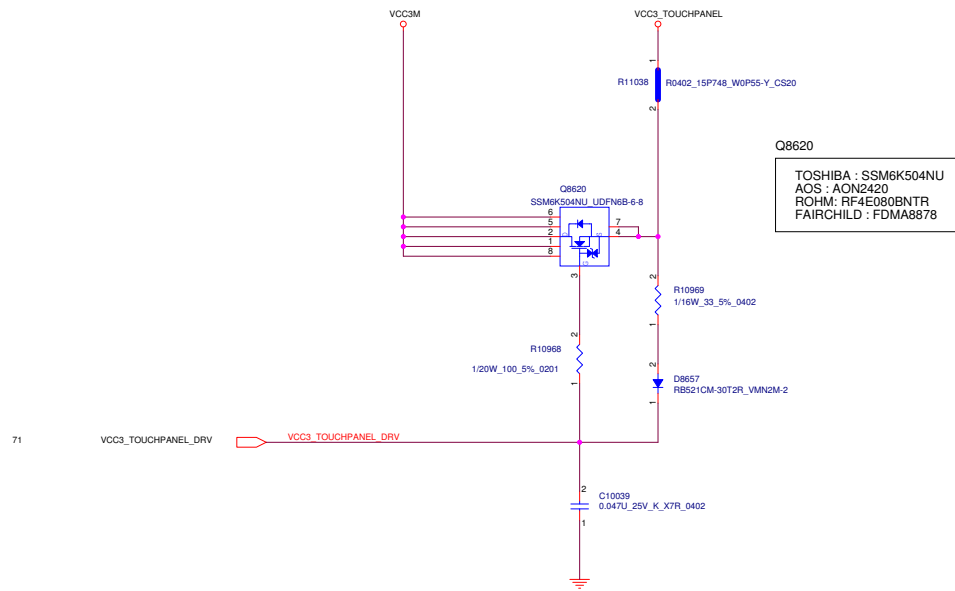 VCC3M
VCC3_TOUCHPANEL
1
R11038
R0402_15P748_W0P55-Y_CS20
2
Q8620
TOSHIBA : SSM6K504NU
AOS : AON2420
ROHM: RF4E080BNTR
FAIRCHILD : FDMA8878
Q8620
SSM6K504NU_UDFN6B-6-8
6
5
2
1
8
7
4
D
S
G
3
2
R10969
1/16W_33_5%_0402
1
2
R10968
1/20W_100_5%_0201
1
2
D8657
RB521CM-30T2R_VMN2M-2
1
71
VCC3_TOUCHPANEL_DRV
VCC3_TOUCHPANEL_DRV
2
C10039
0.047U_25V_K_X7R_0402
1